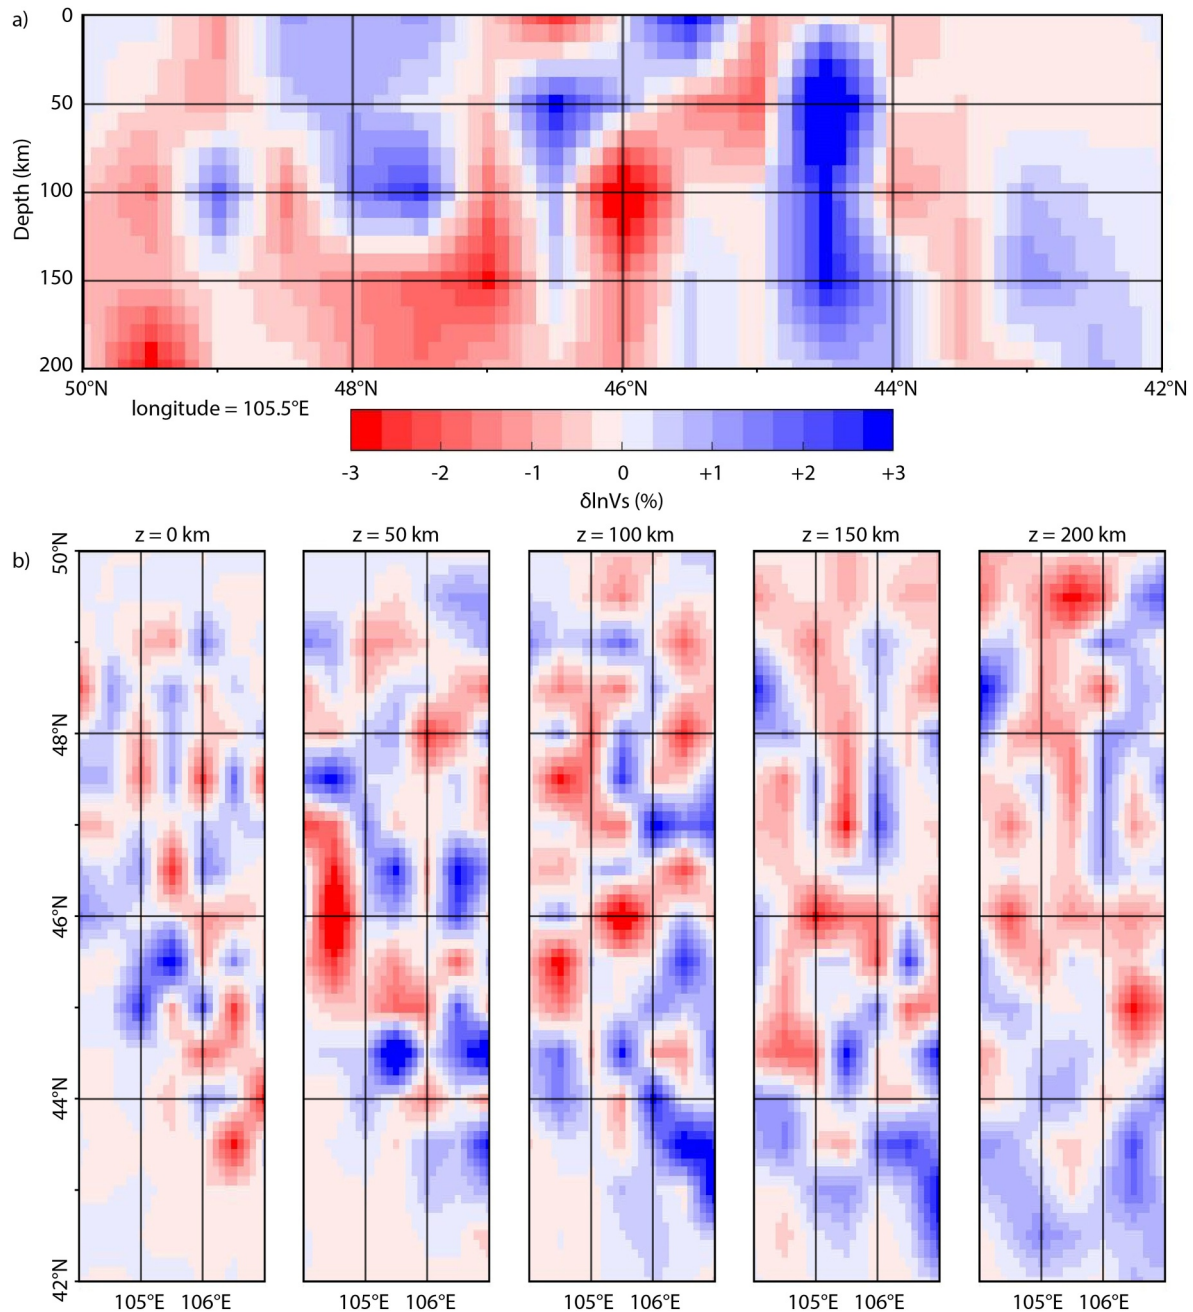 a)
Depth (km)
0
50
100
150
200
50°N
48°N
46°N
44°N
42°N
longitude = 105.5°E
-3
-2
-1
0
+1
+2
+3
δlnVs (%)
b)
z = 0 km
z = 50 km
z = 100 km
z = 150 km
z = 200 km
50°N
48°N
46°N
44°N
42°N
105°E 106°E
105°E 106°E
105°E 106°E
105°E 106°E
105°E 106°E